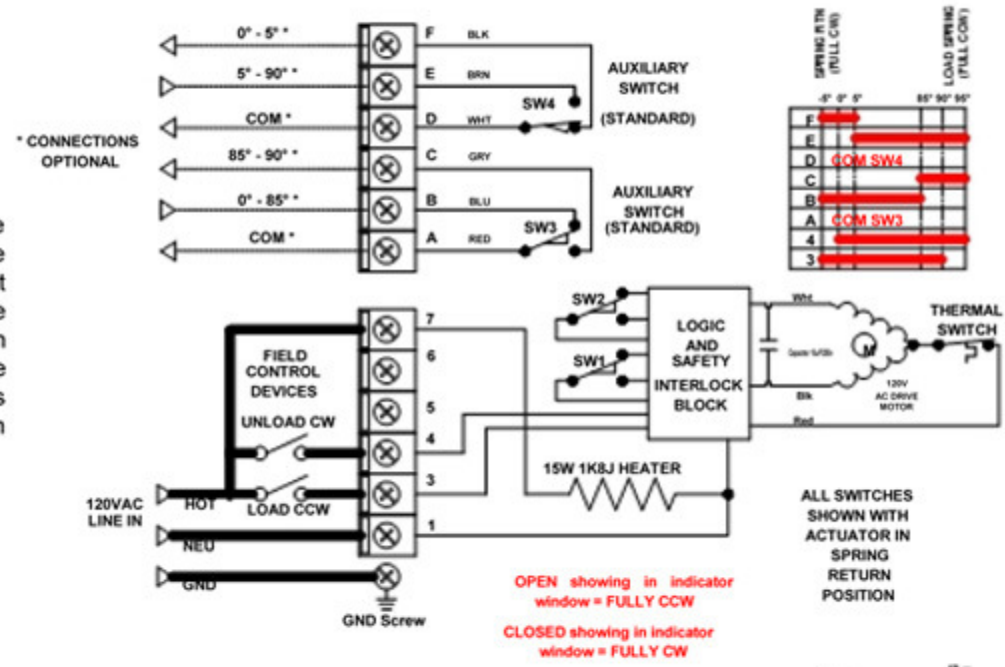 0° - 5° *
F BLK
5° - 90° *
E BRN
COM *
D WHT
SW4
AUXILIARY
SWITCH
(STANDARD)
* CONNECTIONS
OPTIONAL
85° - 90° *
C GRY
0° - 85° *
B BLU
COM *
A RED
SW3
AUXILIARY
SWITCH
(STANDARD)
SPRING RTN
(FULL CW)
LOAD SPRING
(FULL CCW)
-5° 0° 5° 85° 90° 95°
F
E
D COM SW4
C
B
A COM SW3
4
3
7
6
5
4
3
1
FIELD
CONTROL
DEVICES
UNLOAD CW
LOAD CCW
120VAC
LINE IN
HOT
NEU
GND
GND Screw
SW2
SW1
LOGIC
AND
SAFETY
INTERLOCK
BLOCK
15W 1K8J HEATER
Wht
Blk
Red
M
120V
AC DRIVE
MOTOR
THERMAL
SWITCH
ALL SWITCHES
SHOWN WITH
ACTUATOR IN
SPRING
RETURN
POSITION
OPEN showing in indicator
window = FULLY CCW
CLOSED showing in indicator
window = FULLY CW